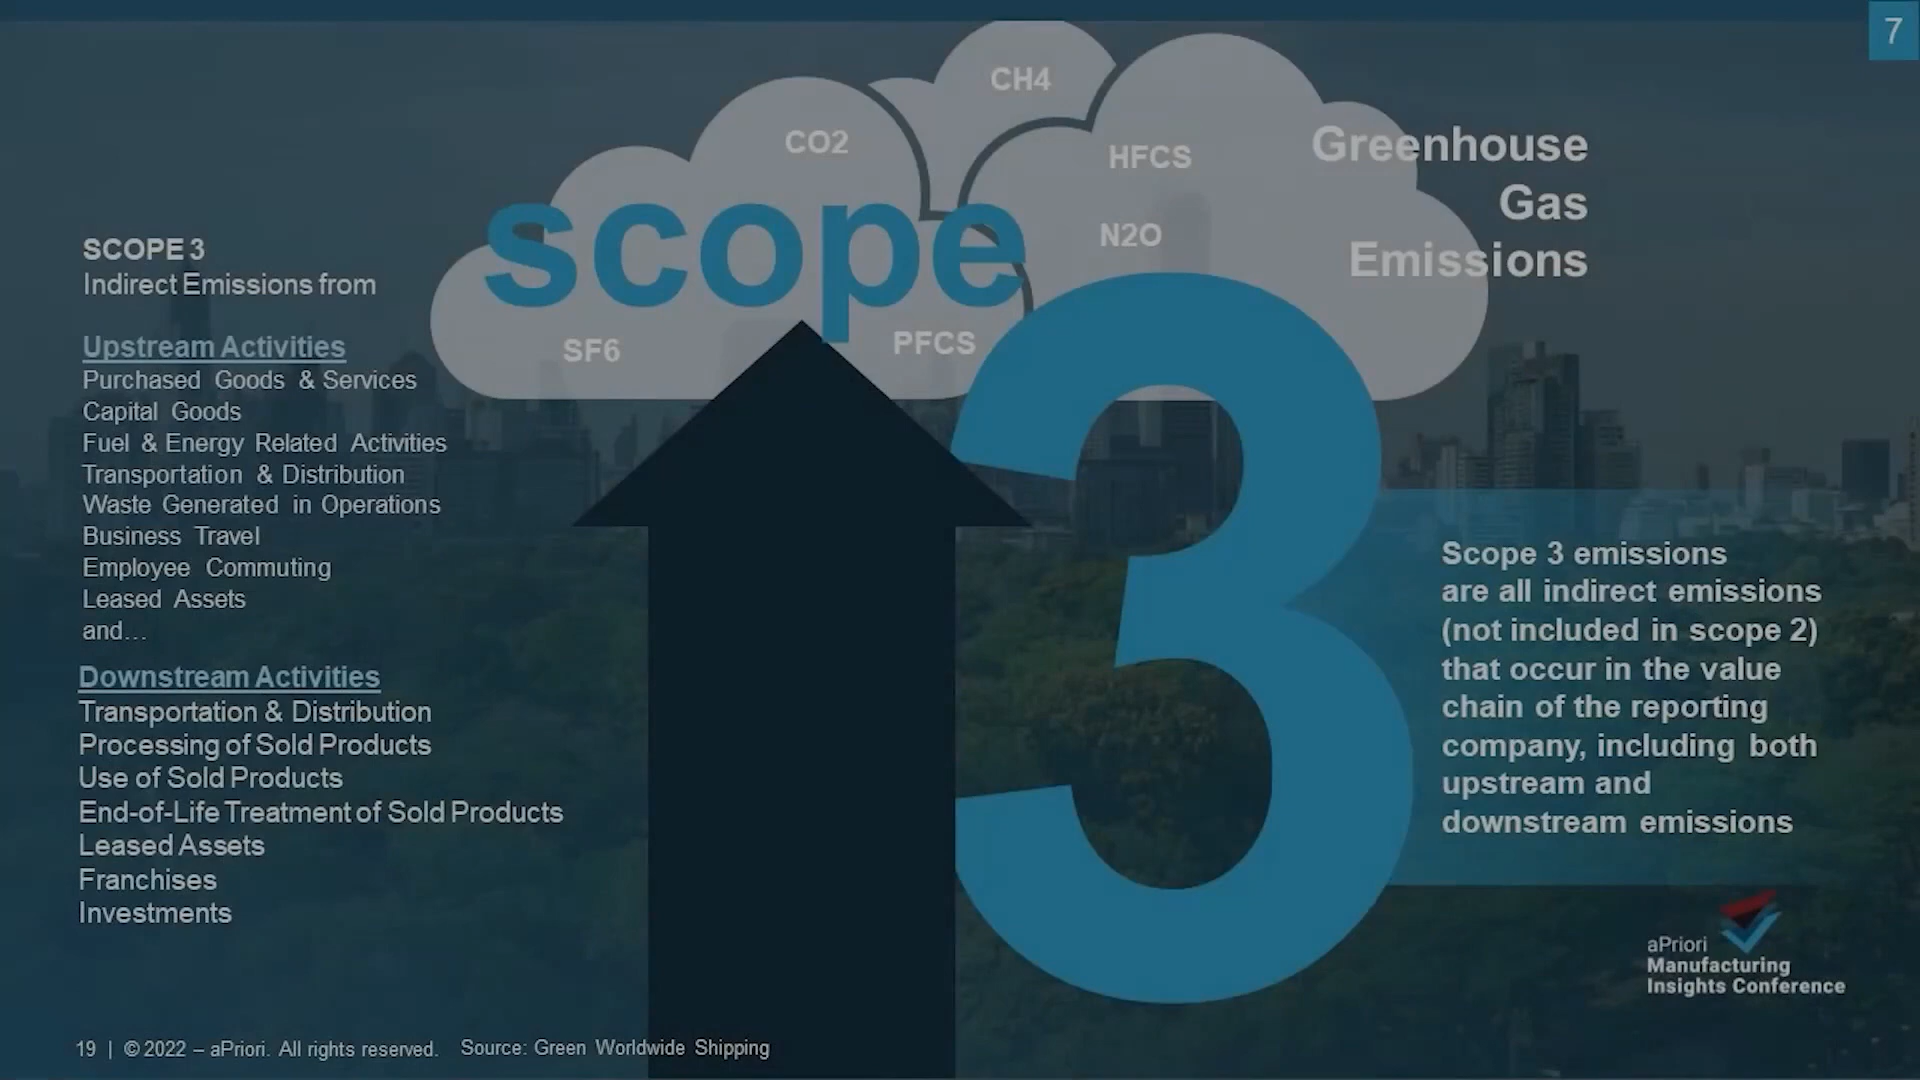 7
CH4
CO2
HFCS
Greenhouse
Gas
Emissions
scope
3
N2O
SF6
PFCS
SCOPE 3
Indirect Emissions from
Upstream Activities
Purchased Goods & Services
Capital Goods
Fuel & Energy Related Activities
Transportation & Distribution
Waste Generated in Operations
Business Travel
Employee Commuting
Leased Assets
and…
Downstream Activities
Transportation & Distribution
Processing of Sold Products
Use of Sold Products
End-of-Life Treatment of Sold Products
Leased Assets
Franchises
Investments
Scope 3 emissions
are all indirect emissions
(not included in scope 2)
that occur in the value
chain of the reporting
company, including both
upstream and
downstream emissions
aPriori
Manufacturing
Insights Conference
19 | © 2022 – aPriori. All rights reserved. Source: Green Worldwide Shipping